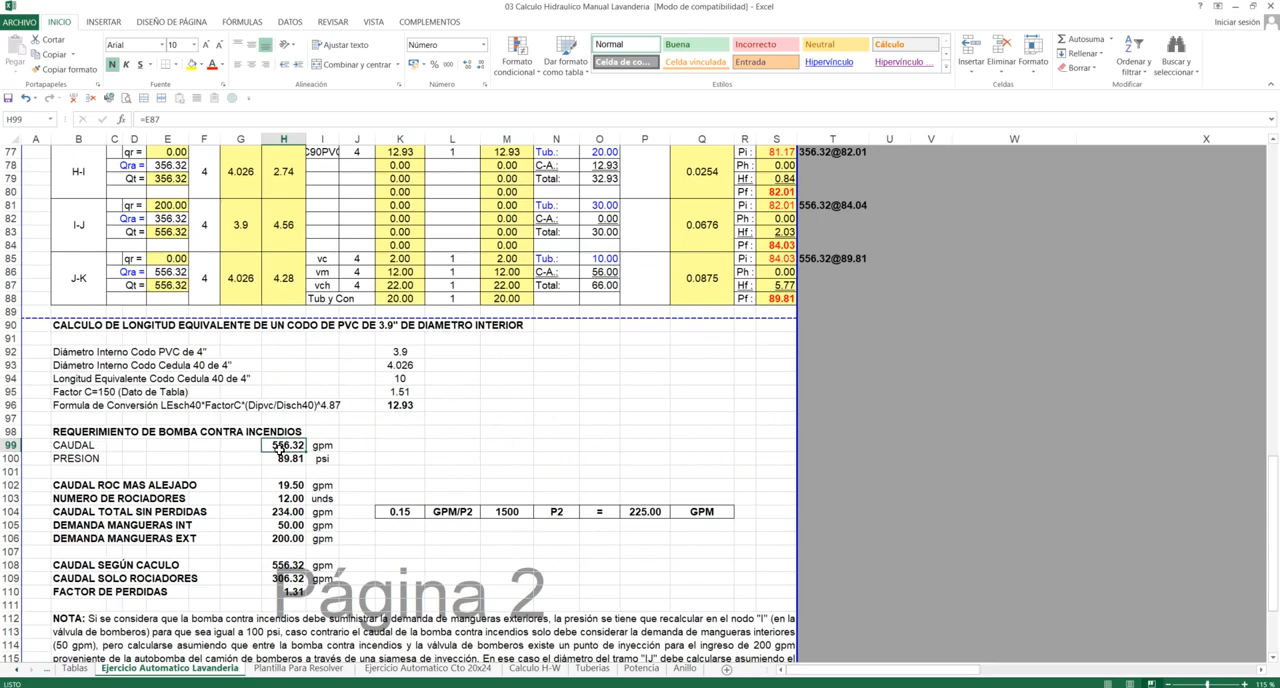 03 Calculo Hidraulico Manual Lavanderia [Modo de compatibilidad] - Excel
ARCHIVO INICIO INSERTAR DISEÑO DE PÁGINA FÓRMULAS DATOS REVISAR VISTA COMPLEMENTOS Iniciar sesión
Pegar Cortar Copiar Copiar formato
Arial 10 N K S
Ajustar texto
Combinar y centrar
Número
% 000
Formato condicional Dar formato como tabla
Normal Buena Incorrecto Neutral Cálculo
Celda de co... Celda vinculada Entrada Hipervínculo Hipervínculo ...
Insertar Eliminar Formato
Autosuma Rellenar Borrar
Ordenar y filtrar Buscar y seleccionar
Portapapeles Fuente Alineación Número Estilos Celdas Modificar
H99 fx =E87
A B C D E F G H I J K L M N O P Q R S T U V W X
77 qr = 0.00 C90PVC 4 12.93 1 12.93 Tub.: 20.00 Pi : 81.17 356.32@82.01
78 H-I Qra = 356.32 4 4.026 2.74 0.00 0.00 C-A.: 12.93 0.0254 Ph : 0.00
79 Qt = 356.32 0.00 0.00 Total: 32.93 Hf : 0.84
80 0.00 0.00 Pf : 82.01
81 qr = 200.00 0.00 0.00 Tub.: 30.00 Pi : 82.01 556.32@84.04
82 I-J Qra = 356.32 4 3.9 4.56 0.00 0.00 C-A.: 0.00 0.0676 Ph : 0.00
83 Qt = 556.32 0.00 0.00 Total: 30.00 Hf : 2.03
84 0.00 0.00 Pf : 84.03
85 qr = 0.00 vc 4 2.00 1 2.00 Tub.: 10.00 Pi : 84.03 556.32@89.81
86 J-K Qra = 556.32 4 4.026 4.28 vm 4 12.00 1 12.00 C-A.: 56.00 0.0875 Ph : 0.00
87 Qt = 556.32 vch 4 22.00 1 22.00 Total: 66.00 Hf : 5.77
88 Tub y Con 20.00 1 20.00 Pf : 89.81
89
90 CALCULO DE LONGITUD EQUIVALENTE DE UN CODO DE PVC DE 3.9" DE DIAMETRO INTERIOR
91
92 Diámetro Interno Codo PVC de 4" 3.9
93 Diámetro Interno Codo Cedula 40 de 4" 4.026
94 Longitud Equivalente Codo Cedula 40 de 4" 10
95 Factor C=150 (Dato de Tabla) 1.51
96 Formula de Conversión LEsch40*FactorC*(Dipvc/Disch40)^4.87 12.93
97
98 REQUERIMIENTO DE BOMBA CONTRA INCENDIOS
99 CAUDAL 556.32 gpm
100 PRESION 89.81 psi
101
102 CAUDAL ROC MAS ALEJADO 19.50 gpm
103 NUMERO DE ROCIADORES 12.00 unds
104 CAUDAL TOTAL SIN PERDIDAS 234.00 gpm 0.15 GPM/P2 1500 P2 = 225.00 GPM
105 DEMANDA MANGUERAS INT 50.00 gpm
106 DEMANDA MANGUERAS EXT 200.00 gpm
107
108 CAUDAL SEGÚN CACULO 556.32 gpm
109 CAUDAL SOLO ROCIADORES 306.32 gpm
110 FACTOR DE PERDIDAS 1.31
Página 2
111
112 NOTA: Si se considera que la bomba contra incendios debe suministrar la demanda de mangueras exteriores, la presión se tiene que recalcular en el nodo "I" (en la
113 válvula de bomberos) para que sea igual a 100 psi, caso contrario el caudal de la bomba contra incendios solo debe considerar la demanda de mangueras interiores
114 (50 gpm), pero calcularse asumiendo que entre la bomba contra incendios y la válvula de bomberos existe un punto de inyección para el ingreso de 200 gpm
115 proveniente de la autobomba del camión de bomberos a través de una siamesa de inyección. En ese caso el diámetro del tramo "IJ" debe calcularse asumiendo el
... Tablas Ejercicio Automatico Lavanderia Plantilla Para Resolver Ejercicio Automatico Cto 20x24 Calculo H-W Tuberias Potencia Anillo ...
LISTO 115 %